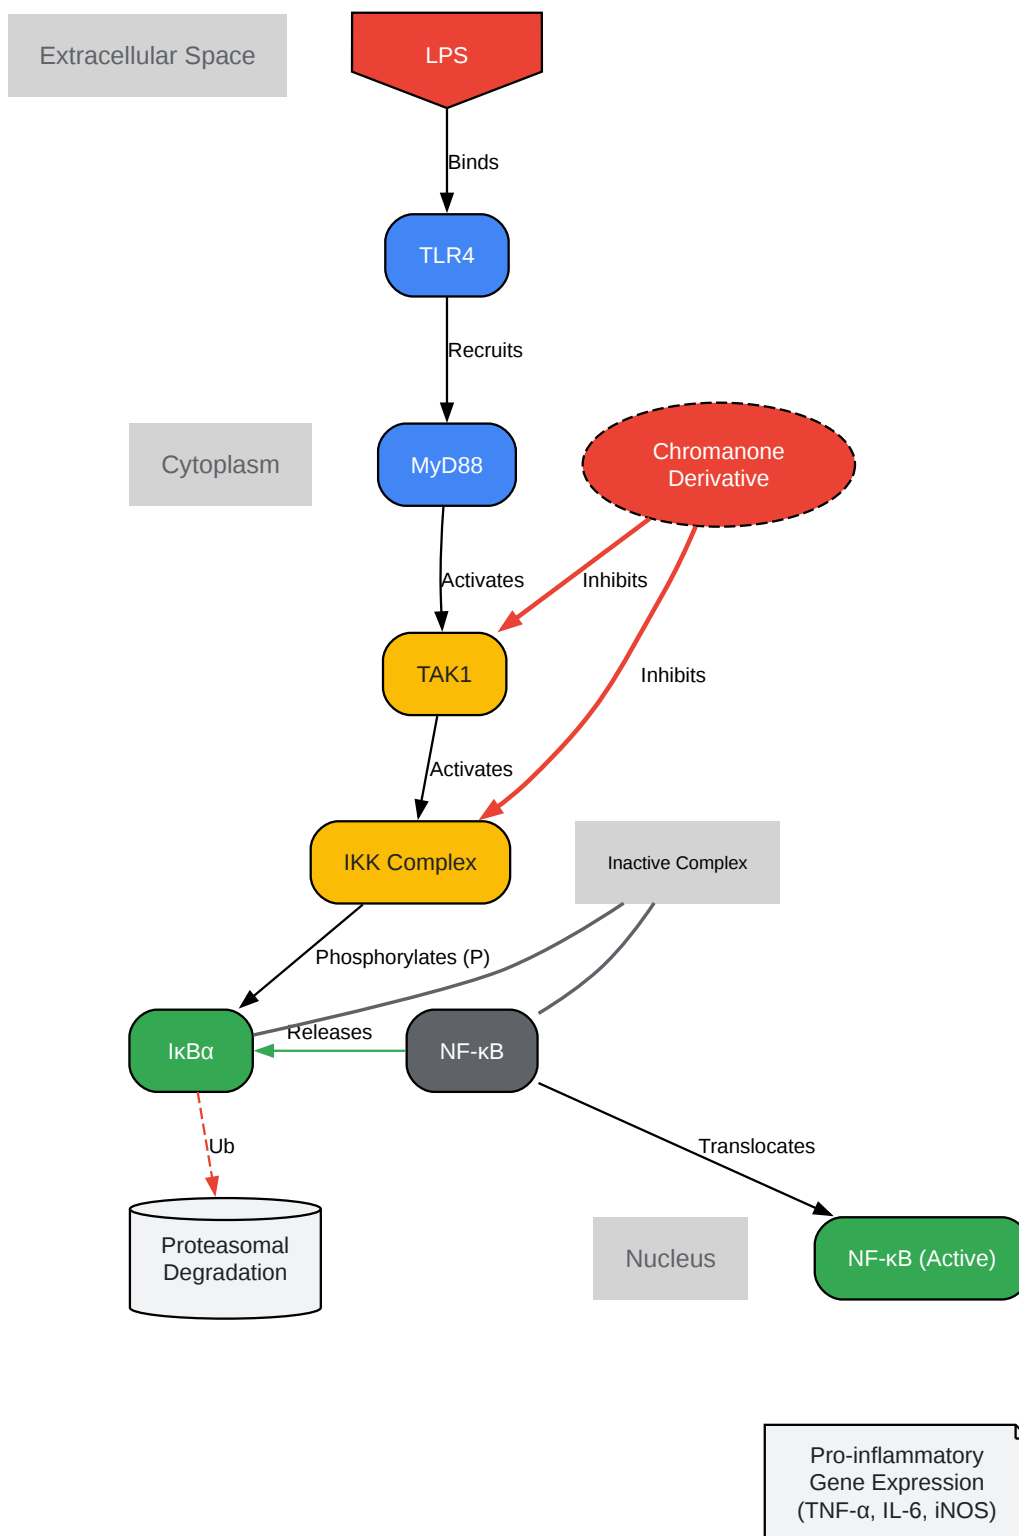 Extracellular Space
LPS
Binds
TLR4
Recruits
Cytoplasm
MyD88
Chromanone
Derivative
Activates
Inhibits
TAK1
Inhibits
Activates
IKK Complex
Inactive Complex
Phosphorylates (P)
IκBα
Releases
NF-κB
Ub
Translocates
Proteasomal
Degradation
Nucleus
NF-κB (Active)
Pro-inflammatory
Gene Expression
(TNF-α, IL-6, iNOS)